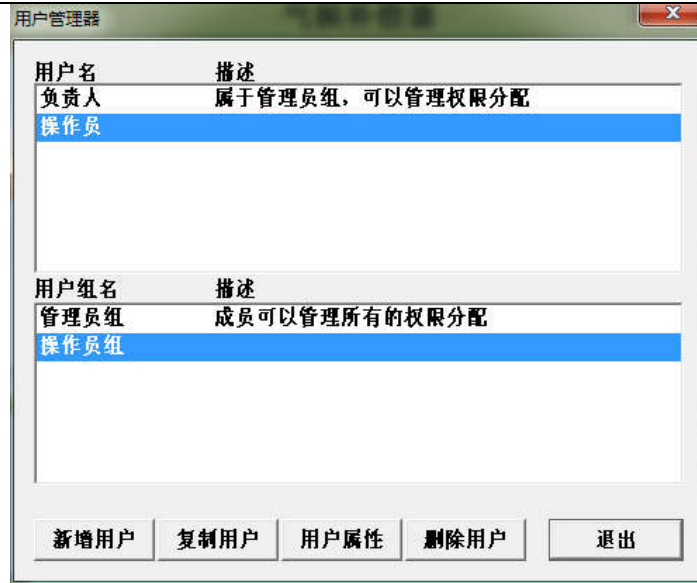 用户管理器
用户名 描述
负责人 属于管理员组，可以管理权限分配
操作员
用户组名 描述
管理员组 成员可以管理所有的权限分配
操作员组
新增用户 复制用户 用户属性 删除用户 退出